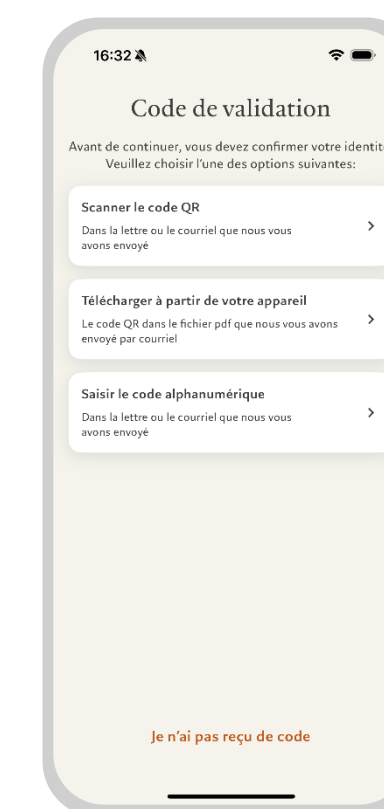 16:32
Code de validation
Avant de continuer, vous devez confirmer votre identit
Veuillez choisir l'une des options suivantes:
Scanner le code QR
Dans la lettre ou le courriel que nous vous
avons envoyé
Télécharger à partir de votre appareil
Le code QR dans le fichier pdf que nous vous avons
envoyé par courriel
Saisir le code alphanumérique
Dans la lettre ou le courriel que nous vous
avons envoyé
Je n'ai pas reçu de code